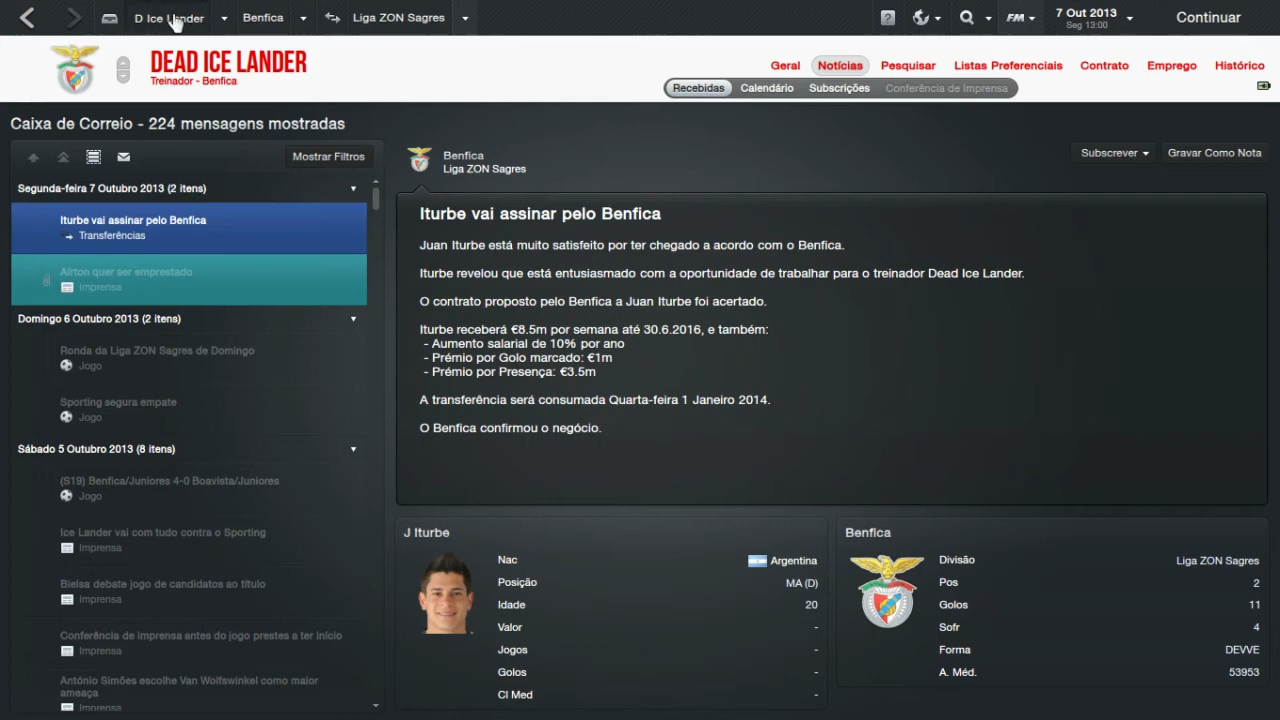 D Ice Lander
Benfica
Liga ZON Sagres
?
FM
7 Out 2013
Seg 13:00
Continuar
DEAD ICE LANDER
Treinador - Benfica
Geral
Notícias
Pesquisar
Listas Preferenciais
Contrato
Emprego
Histórico
Recebidas
Calendário
Subscrições
Conferência de Imprensa
Caixa de Correio - 224 mensagens mostradas
Mostrar Filtros
Segunda-feira 7 Outubro 2013 (2 itens)
Iturbe vai assinar pelo Benfica
Transferências
Airton quer ser emprestado
Imprensa
Domingo 6 Outubro 2013 (2 itens)
Ronda da Liga ZON Sagres de Domingo
Jogo
Sporting segura empate
Jogo
Sábado 5 Outubro 2013 (8 itens)
(S19) Benfica/Juniores 4-0 Boavista/Juniores
Jogo
Ice Lander vai com tudo contra o Sporting
Imprensa
Bielsa debate jogo de candidatos ao título
Imprensa
Conferência de imprensa antes do jogo prestes a ter início
Imprensa
António Simões escolhe Van Wolfswinkel como maior
ameaça
Imprensa
Benfica
Liga ZON Sagres
Subscrever
Gravar Como Nota
Iturbe vai assinar pelo Benfica
Juan Iturbe está muito satisfeito por ter chegado a acordo com o Benfica.
Iturbe revelou que está entusiasmado com a oportunidade de trabalhar para o treinador Dead Ice Lander.
O contrato proposto pelo Benfica a Juan Iturbe foi acertado.
Iturbe receberá €8.5m por semana até 30.6.2016, e também:
- Aumento salarial de 10% por ano
- Prémio por Golo marcado: €1m
- Prémio por Presença: €3.5m
A transferência será consumada Quarta-feira 1 Janeiro 2014.
O Benfica confirmou o negócio.
J Iturbe
Nac Argentina
Posição MA (D)
Idade 20
Valor -
Jogos -
Golos -
Cl Med -
Benfica
Divisão Liga ZON Sagres
Pos 2
Golos 11
Sofr 4
Forma DEVVE
A. Méd. 53953